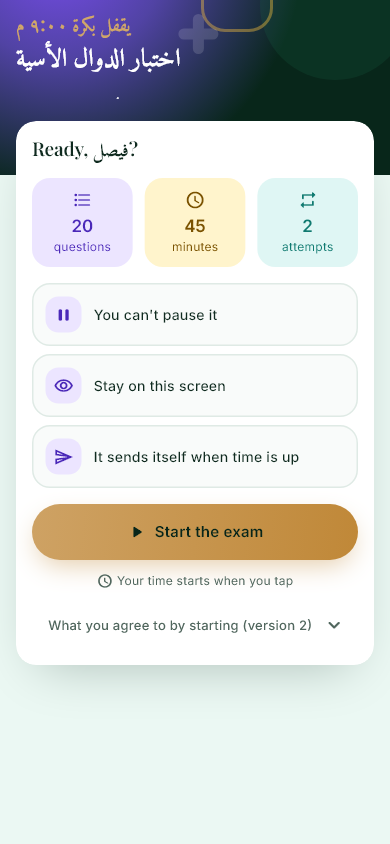 يقفل بكرة ٩:٠٠ م
اختبار الدوال الأسية
.
Ready, فيصل?
20
questions
45
minutes
2
attempts
You can't pause it
Stay on this screen
It sends itself when time is up
Start the exam
Your time starts when you tap
What you agree to by starting (version 2)